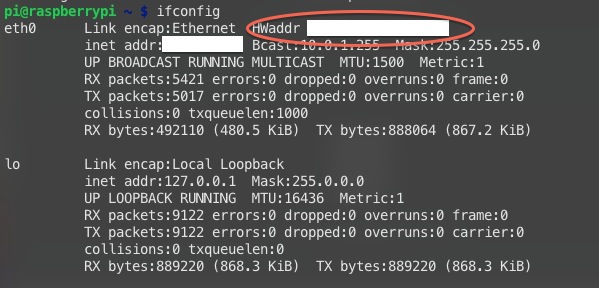 pi@raspberrypi ~ $ ifconfig
eth0 Link encap:Ethernet HWaddr
inet addr: Bcast:10.0.1.255 Mask:255.255.255.0
UP BROADCAST RUNNING MULTICAST MTU:1500 Metric:1
RX packets:5421 errors:0 dropped:0 overruns:0 frame:0
TX packets:5017 errors:0 dropped:0 overruns:0 carrier:0
collisions:0 txqueuelen:1000
RX bytes:492110 (480.5 KiB) TX bytes:888064 (867.2 KiB)
lo Link encap:Local Loopback
inet addr:127.0.0.1 Mask:255.0.0.0
UP LOOPBACK RUNNING MTU:16436 Metric:1
RX packets:9122 errors:0 dropped:0 overruns:0 frame:0
TX packets:9122 errors:0 dropped:0 overruns:0 carrier:0
collisions:0 txqueuelen:0
RX bytes:889220 (868.3 KiB) TX bytes:889220 (868.3 KiB)